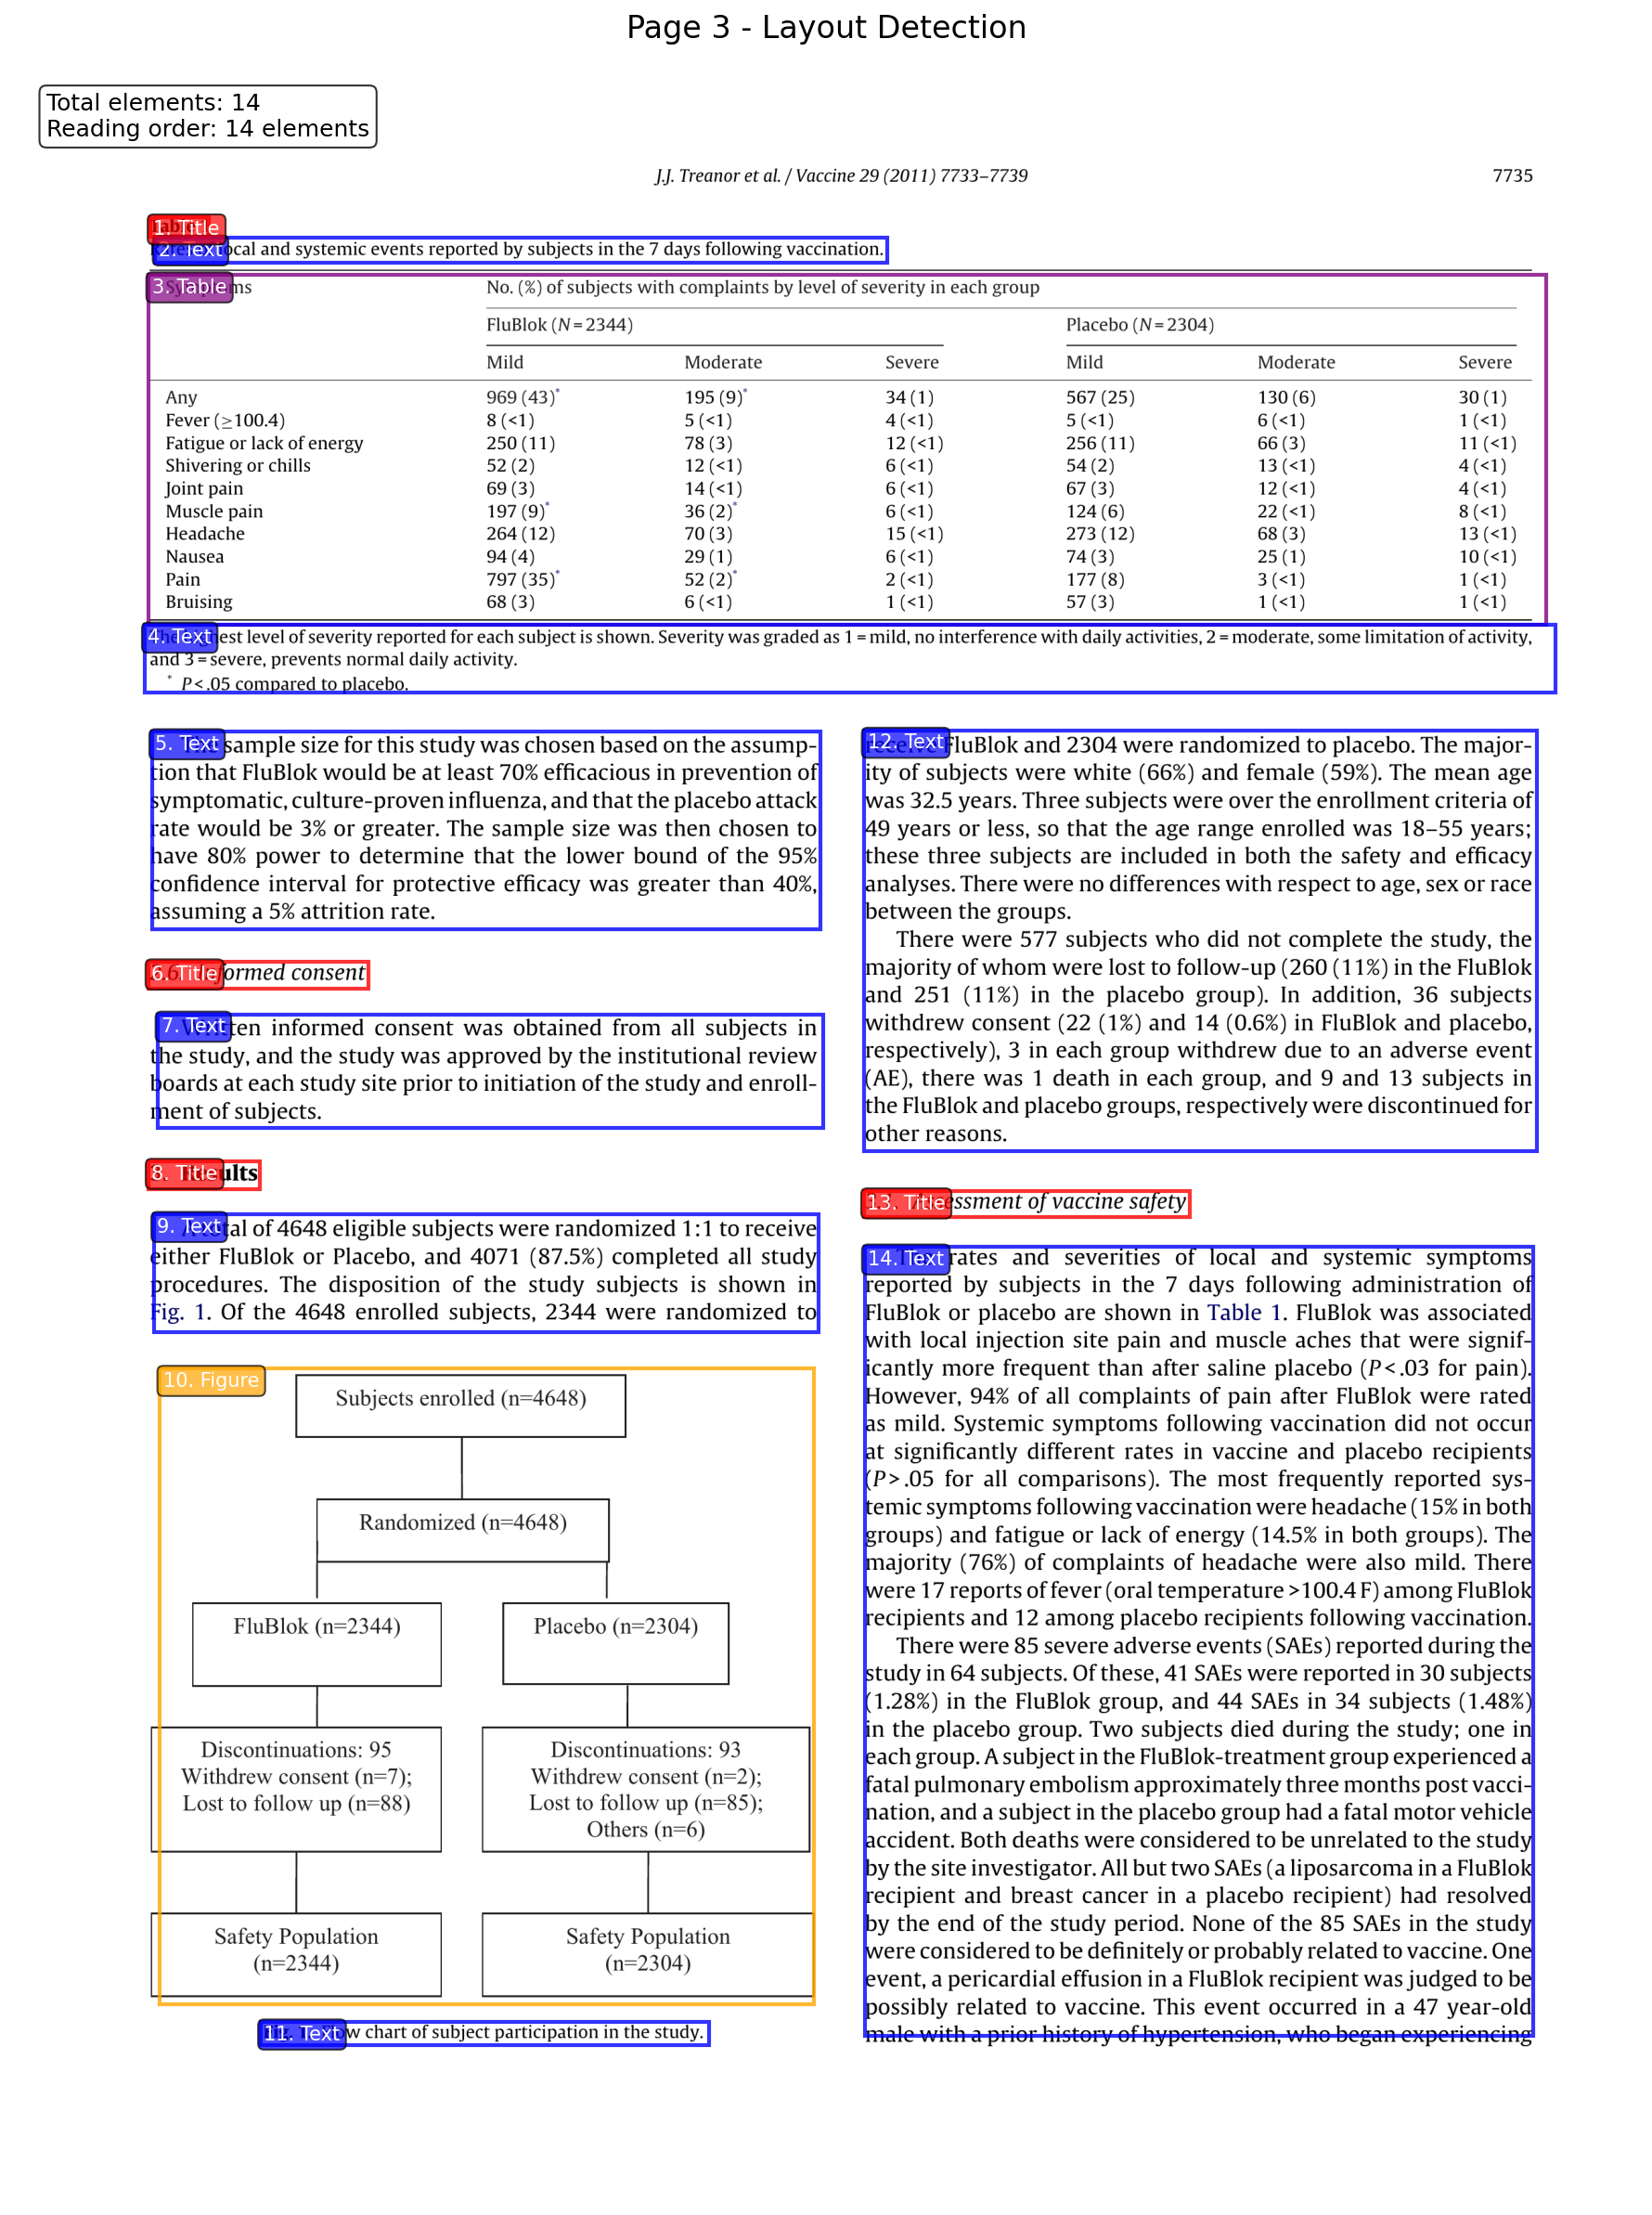 Page 3 - Layout Detection
Total elements: 14
Reading order: 14 elements
J.J. Treanor et al. / Vaccine 29 (2011) 7733–7739
7735
1. Title
2. Text local and systemic events reported by subjects in the 7 days following vaccination.
3. Table
No. (%) of subjects with complaints by level of severity in each group
FluBlok (N = 2344) Placebo (N = 2304)
Mild Moderate Severe Mild Moderate Severe
Any 969 (43)* 195 (9)* 34 (1) 567 (25) 130 (6) 30 (1)
Fever (≥100.4) 8 (<1) 5 (<1) 4 (<1) 5 (<1) 6 (<1) 1 (<1)
Fatigue or lack of energy 250 (11) 78 (3) 12 (<1) 256 (11) 66 (3) 11 (<1)
Shivering or chills 52 (2) 12 (<1) 6 (<1) 54 (2) 13 (<1) 4 (<1)
Joint pain 69 (3) 14 (<1) 6 (<1) 67 (3) 12 (<1) 4 (<1)
Muscle pain 197 (9)* 36 (2)* 6 (<1) 124 (6) 22 (<1) 8 (<1)
Headache 264 (12) 70 (3) 15 (<1) 273 (12) 68 (3) 13 (<1)
Nausea 94 (4) 29 (1) 6 (<1) 74 (3) 25 (1) 10 (<1)
Pain 797 (35)* 52 (2)* 2 (<1) 177 (8) 3 (<1) 1 (<1)
Bruising 68 (3) 6 (<1) 1 (<1) 57 (3) 1 (<1) 1 (<1)
4. Text level of severity reported for each subject is shown. Severity was graded as 1 = mild, no interference with daily activities, 2 = moderate, some limitation of activity,
and 3 = severe, prevents normal daily activity.
* P < .05 compared to placebo.
5. Text sample size for this study was chosen based on the assump-
tion that FluBlok would be at least 70% efficacious in prevention of
symptomatic, culture-proven influenza, and that the placebo attack
rate would be 3% or greater. The sample size was then chosen to
have 80% power to determine that the lower bound of the 95%
confidence interval for protective efficacy was greater than 40%,
assuming a 5% attrition rate.
6. Title consent
7. Text informed consent was obtained from all subjects in
the study, and the study was approved by the institutional review
boards at each study site prior to initiation of the study and enroll-
ment of subjects.
8. Title
9. Text of 4648 eligible subjects were randomized 1:1 to receive
either FluBlok or Placebo, and 4071 (87.5%) completed all study
procedures. The disposition of the study subjects is shown in
Fig. 1. Of the 4648 enrolled subjects, 2344 were randomized to
10. Figure
Subjects enrolled (n=4648)
Randomized (n=4648)
FluBlok (n=2344) Placebo (n=2304)
Discontinuations: 95
Withdrew consent (n=7);
Lost to follow up (n=88)
Discontinuations: 93
Withdrew consent (n=2);
Lost to follow up (n=85);
Others (n=6)
Safety Population
(n=2344)
Safety Population
(n=2304)
11. Text chart of subject participation in the study.
12. Text FluBlok and 2304 were randomized to placebo. The major-
ity of subjects were white (66%) and female (59%). The mean age
was 32.5 years. Three subjects were over the enrollment criteria of
49 years or less, so that the age range enrolled was 18–55 years;
these three subjects are included in both the safety and efficacy
analyses. There were no differences with respect to age, sex or race
between the groups.
There were 577 subjects who did not complete the study, the
majority of whom were lost to follow-up (260 (11%) in the FluBlok
and 251 (11%) in the placebo group). In addition, 36 subjects
withdrew consent (22 (1%) and 14 (0.6%) in FluBlok and placebo,
respectively), 3 in each group withdrew due to an adverse event
(AE), there was 1 death in each group, and 9 and 13 subjects in
the FluBlok and placebo groups, respectively were discontinued for
other reasons.
13. Title of vaccine safety
14. Text rates and severities of local and systemic symptoms
reported by subjects in the 7 days following administration of
FluBlok or placebo are shown in Table 1. FluBlok was associated
with local injection site pain and muscle aches that were signif-
icantly more frequent than after saline placebo (P < .03 for pain).
However, 94% of all complaints of pain after FluBlok were rated
as mild. Systemic symptoms following vaccination did not occur
at significantly different rates in vaccine and placebo recipients
(P > .05 for all comparisons). The most frequently reported sys-
temic symptoms following vaccination were headache (15% in both
groups) and fatigue or lack of energy (14.5% in both groups). The
majority (76%) of complaints of headache were also mild. There
were 17 reports of fever (oral temperature >100.4 F) among FluBlok
recipients and 12 among placebo recipients following vaccination.
There were 85 severe adverse events (SAEs) reported during the
study in 64 subjects. Of these, 41 SAEs were reported in 30 subjects
(1.28%) in the FluBlok group, and 44 SAEs in 34 subjects (1.48%)
in the placebo group. Two subjects died during the study; one in
each group. A subject in the FluBlok-treatment group experienced a
fatal pulmonary embolism approximately three months post vacci-
nation, and a subject in the placebo group had a fatal motor vehicle
accident. Both deaths were considered to be unrelated to the study
by the site investigator. All but two SAEs (a liposarcoma in a FluBlok
recipient and breast cancer in a placebo recipient) had resolved
by the end of the study period. None of the 85 SAEs in the study
were considered to be definitely or probably related to vaccine. One
event, a pericardial effusion in a FluBlok recipient was judged to be
possibly related to vaccine. This event occurred in a 47 year-old
male with a prior history of hypertension, who began experiencing